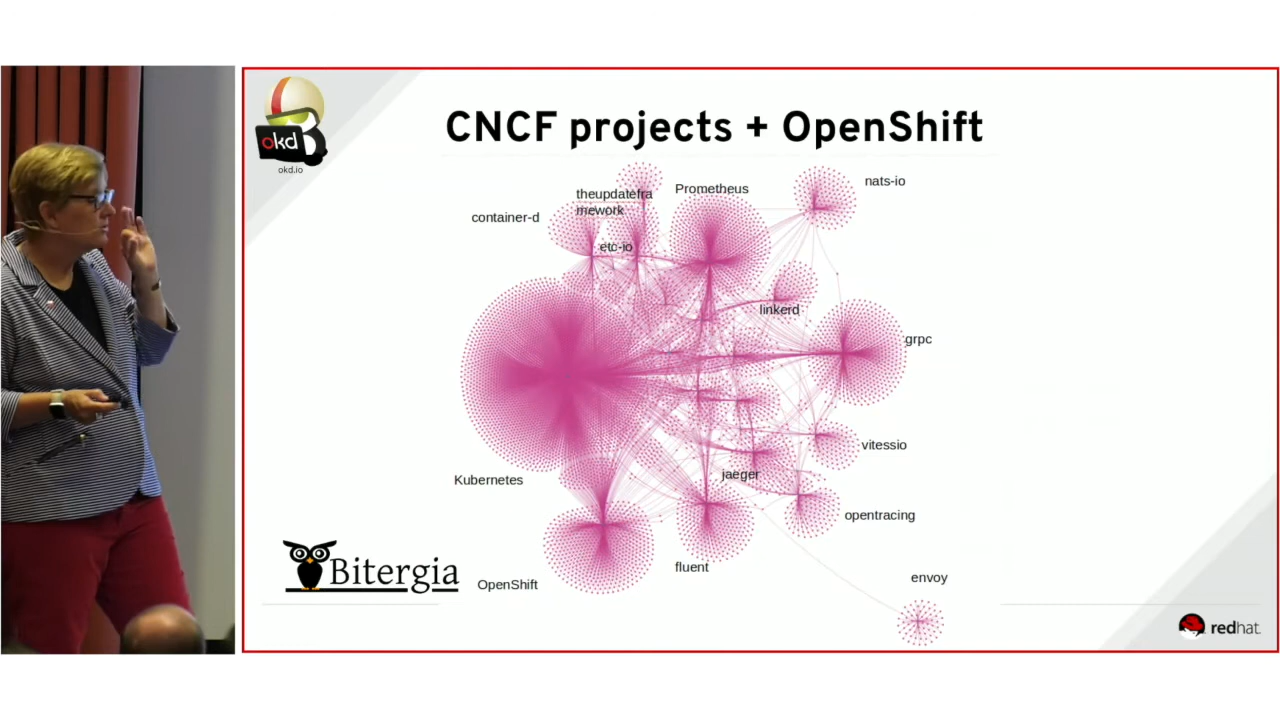 CNCF projects + OpenShift
okd
okd.io
theupdatefra
mework
Prometheus
nats-io
container-d
etc-io
linkerd
grpc
vitessio
Kubernetes
jaeger
opentracing
fluent
OpenShift
envoy
Bitergia
redhat.